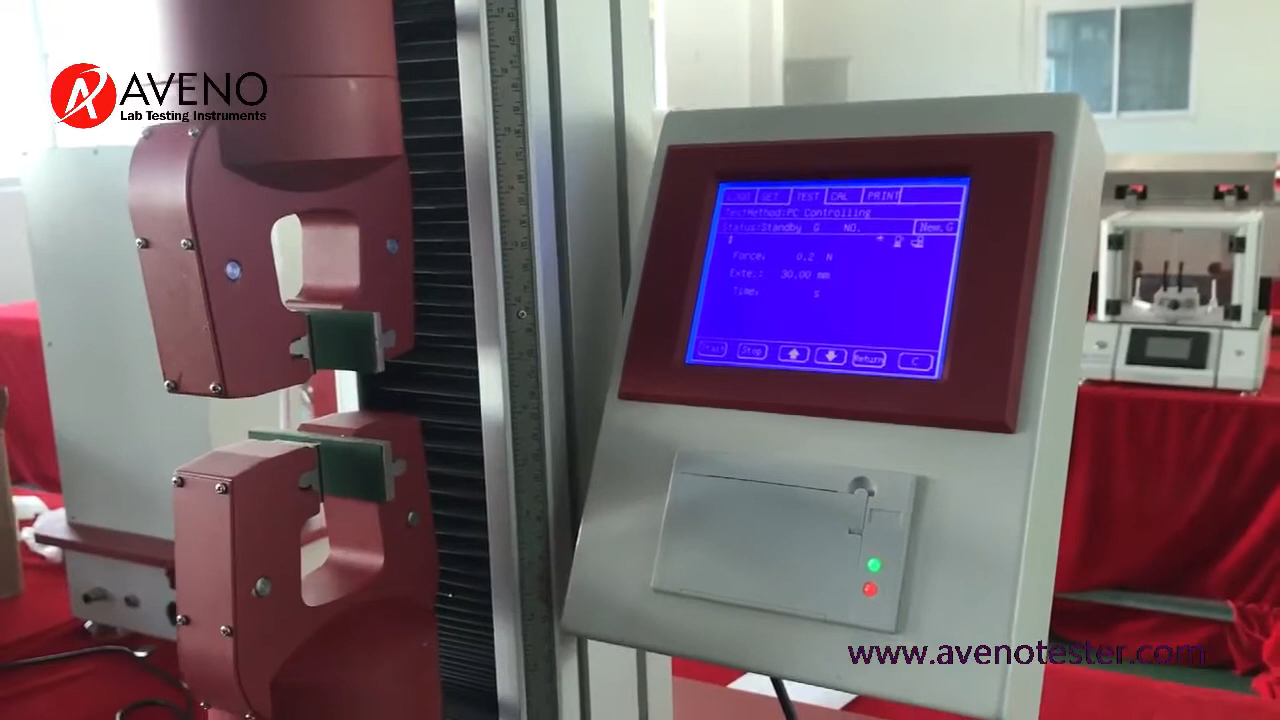 AVENO
Lab Testing Instruments
SET TEST CAL PRINT
TestMethod:PC Controlling
Status:Standby G NO. New.G
Force: 0.2 N
Exte.: 30.00 mm
Time: s
Start Stop Return C
www.avenotester.com